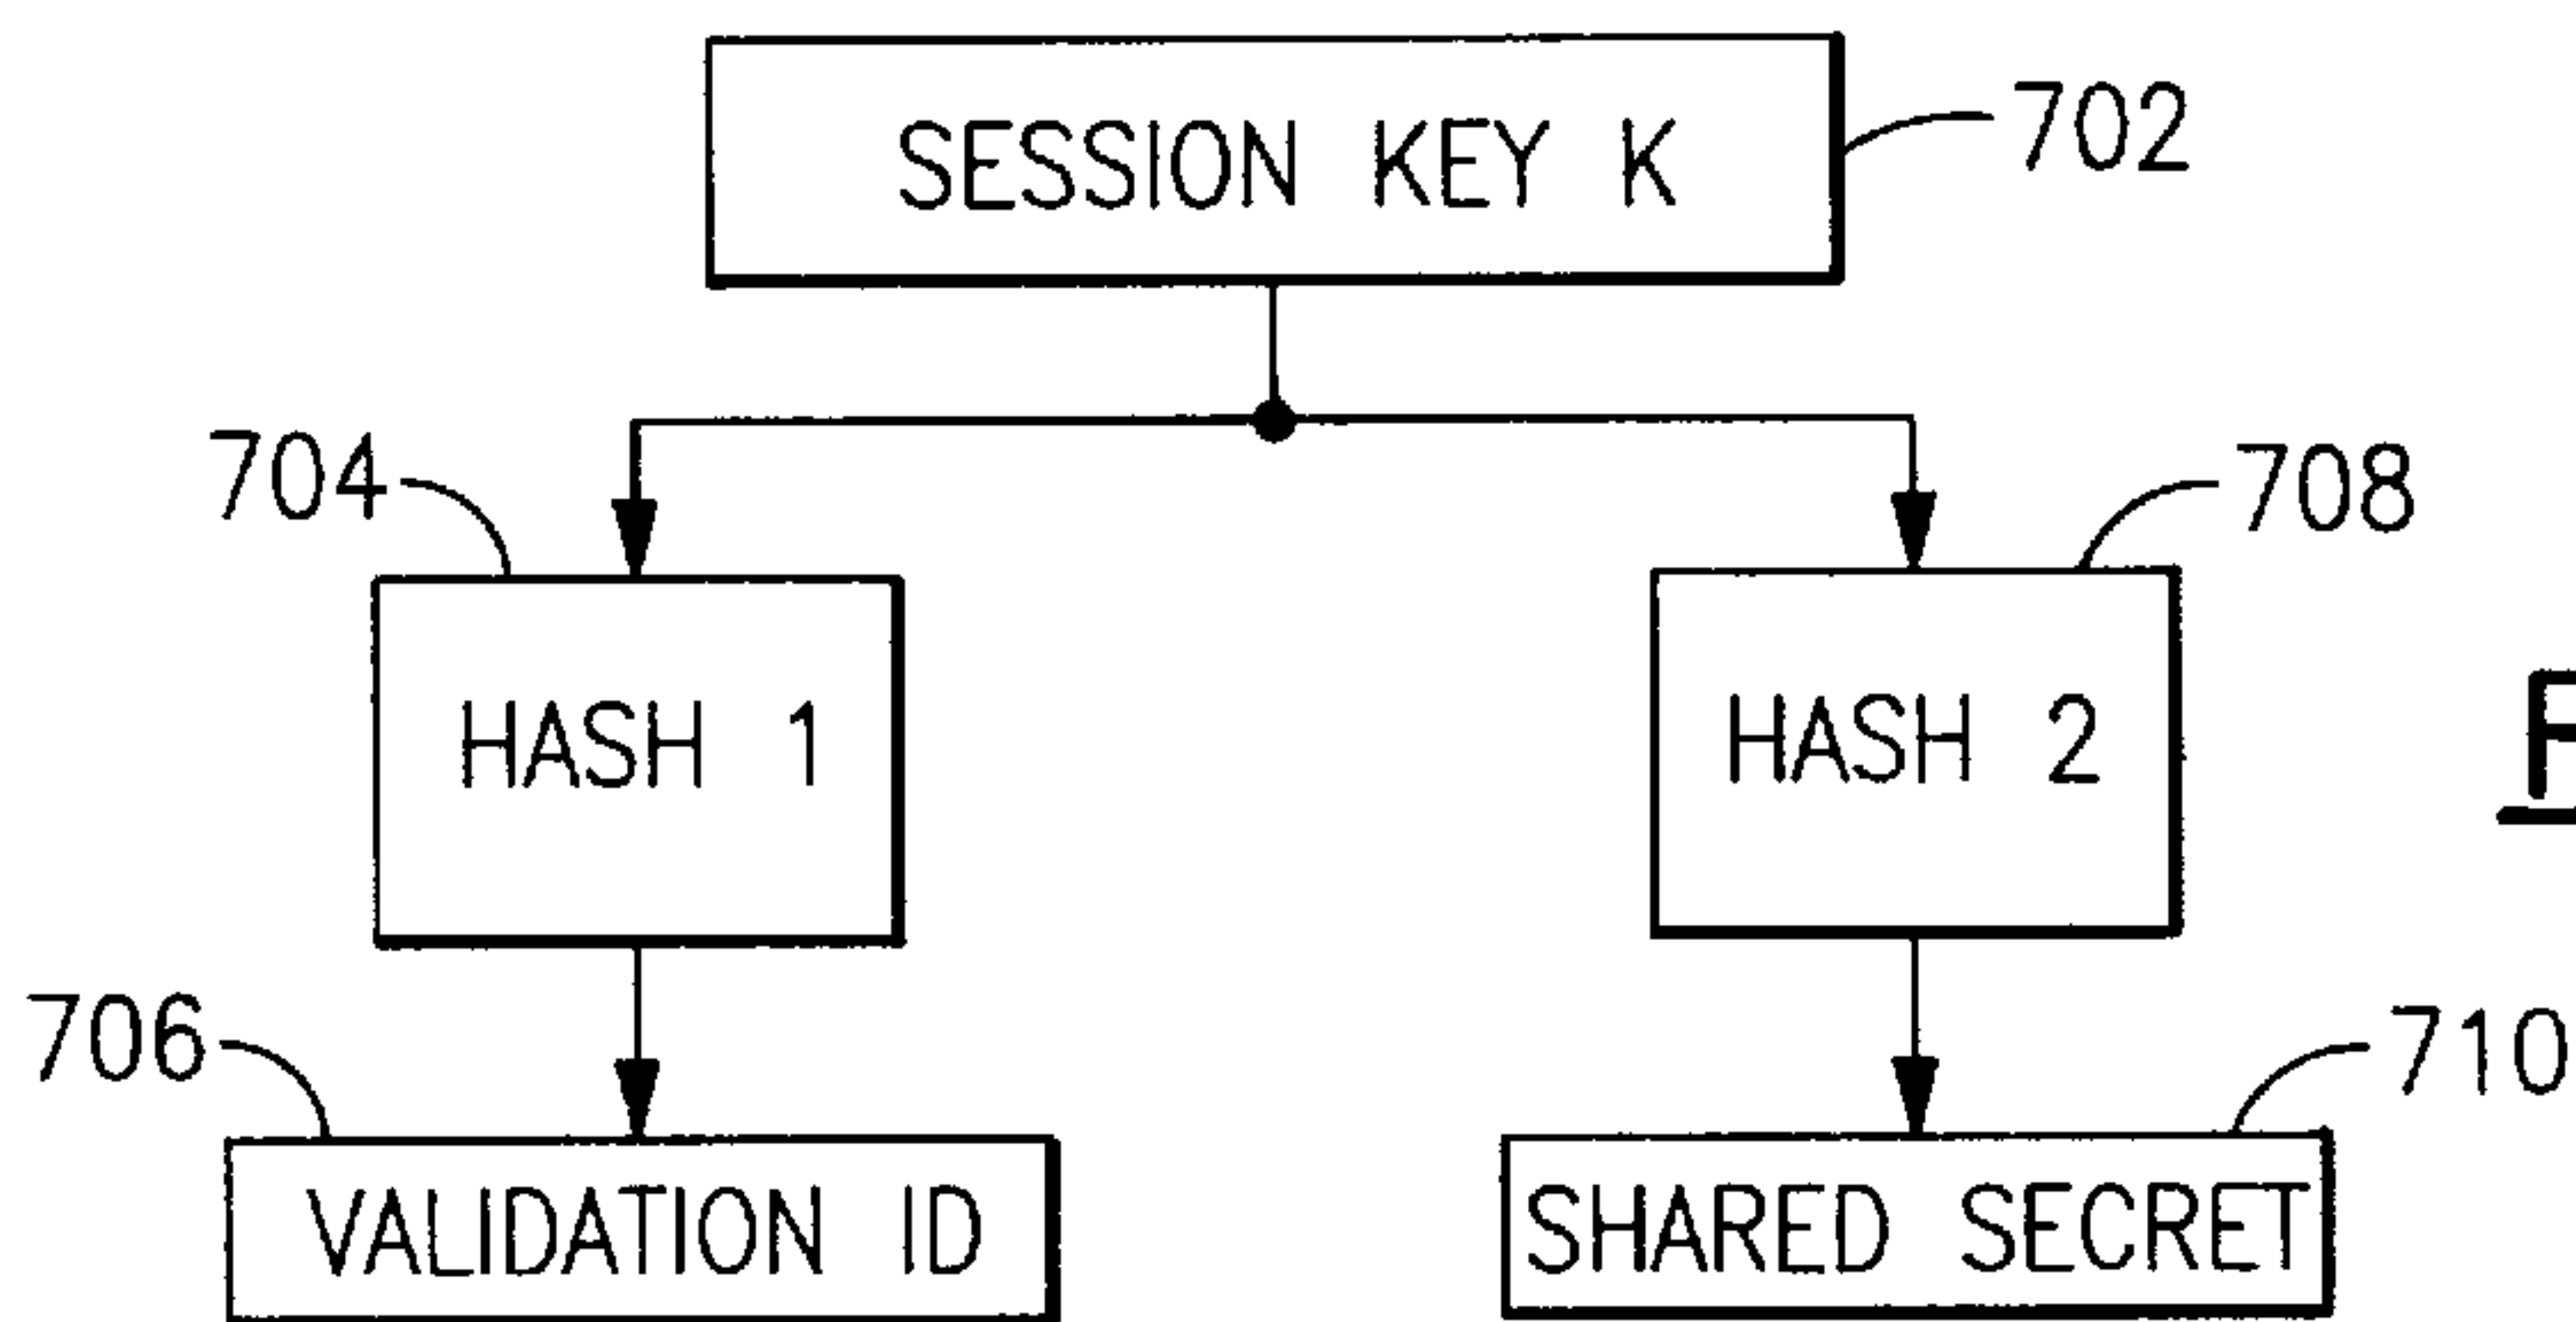 SESSION KEY K
702
704
708
HASH 1
HASH 2
706
710
VALIDATION ID
SHARED SECRET